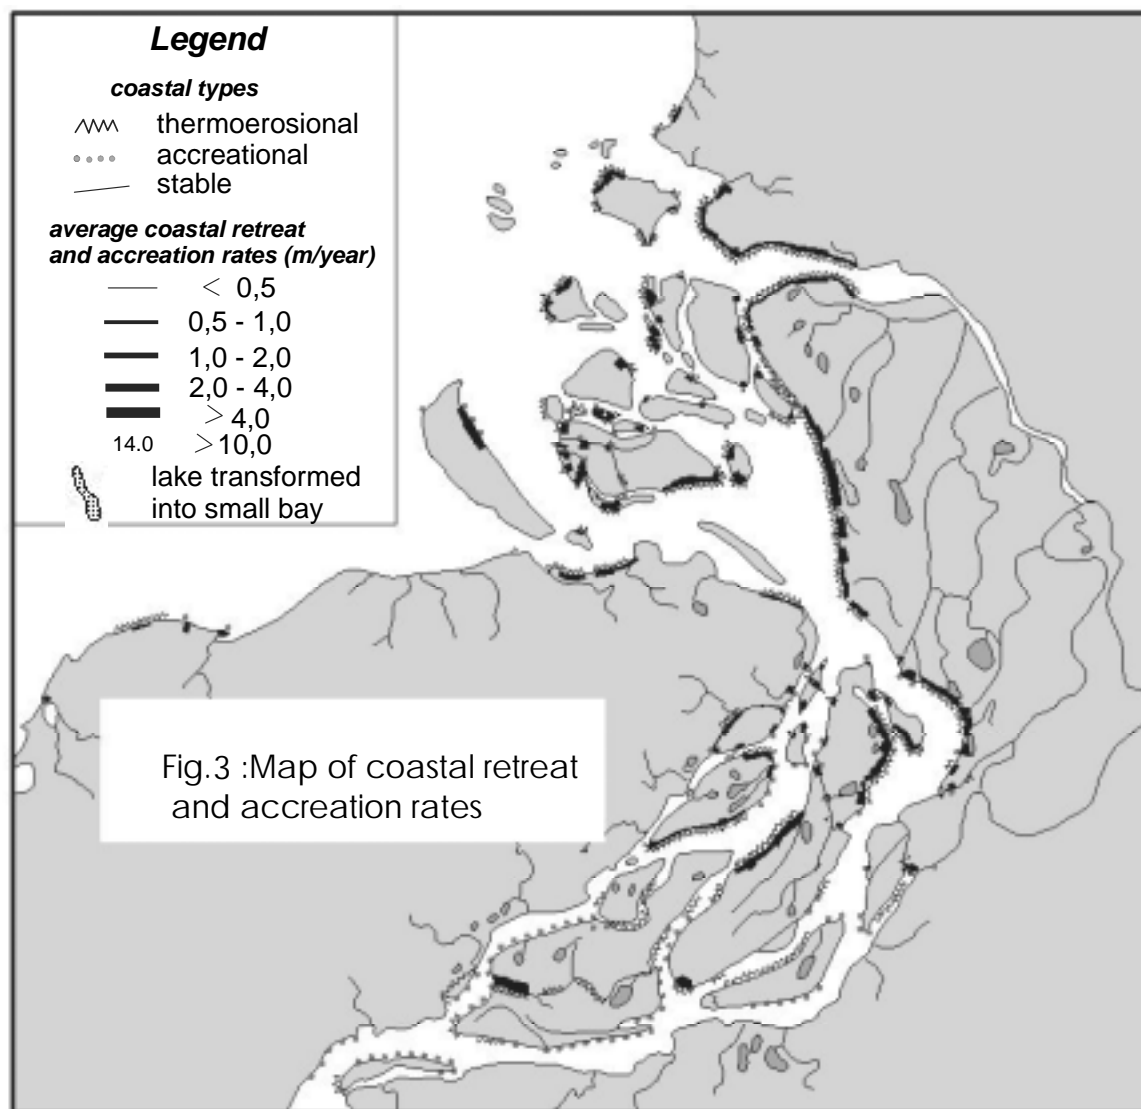 Legend
coastal types
thermoerosional
accreational
stable
average coastal retreat
and accreation rates (m/year)
< 0,5
0,5 - 1,0
1,0 - 2,0
2,0 - 4,0
> 4,0
14.0 > 10,0
lake transformed
into small bay
Fig.3 :Map of coastal retreat
and accreation rates